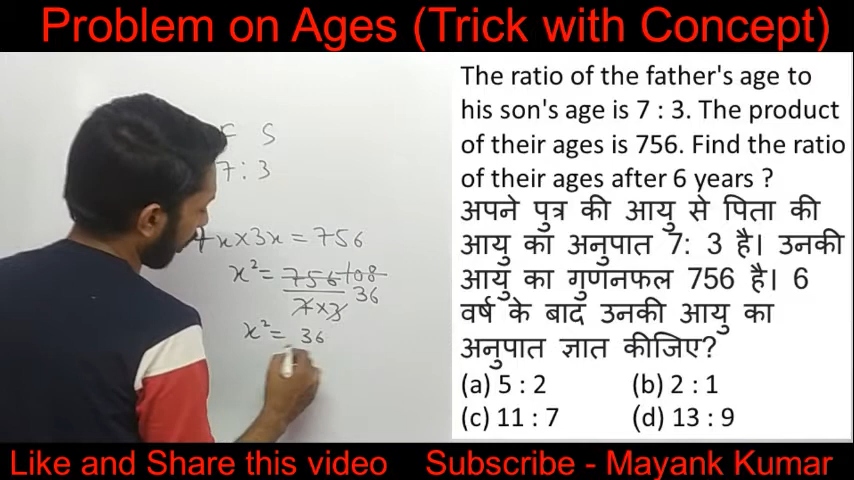 Problem on Ages (Trick with Concept)
F S
7 : 3
7x×3x = 756
x² = 756 108
7×3 36
x² = 36
The ratio of the father's age to
his son's age is 7 : 3. The product
of their ages is 756. Find the ratio
of their ages after 6 years ?
अपने पुत्र की आयु से पिता की
आयु का अनुपात 7: 3 है। उनकी
आयु का गुणनफल 756 है। 6
वर्ष के बाद उनकी आयु का
अनुपात ज्ञात कीजिए?
(a) 5 : 2 (b) 2 : 1
(c) 11 : 7 (d) 13 : 9
Like and Share this video Subscribe - Mayank Kumar